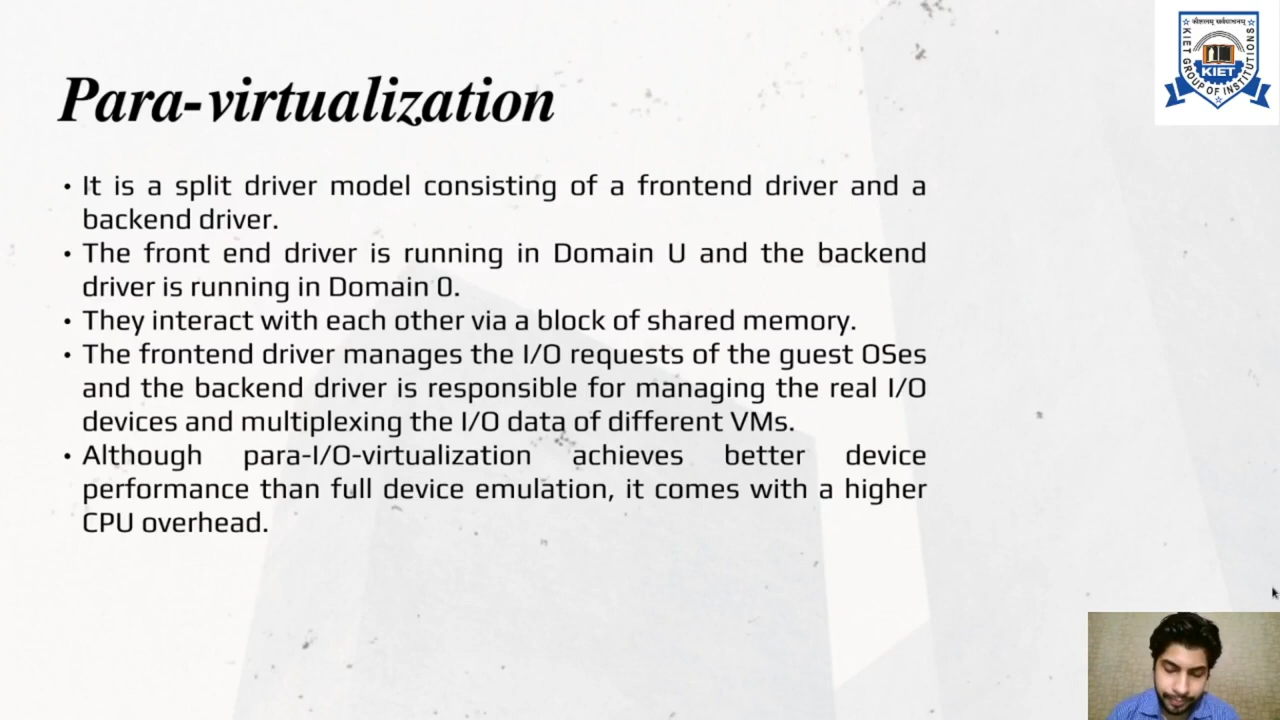 Para-virtualization
• It is a split driver model consisting of a frontend driver and a
backend driver.
• The front end driver is running in Domain U and the backend
driver is running in Domain 0.
• They interact with each other via a block of shared memory.
• The frontend driver manages the I/O requests of the guest OSes
and the backend driver is responsible for managing the real I/O
devices and multiplexing the I/O data of different VMs.
• Although para-I/O-virtualization achieves better device
performance than full device emulation, it comes with a higher
CPU overhead.
KIET
KIET GROUP OF INSTITUTIONS